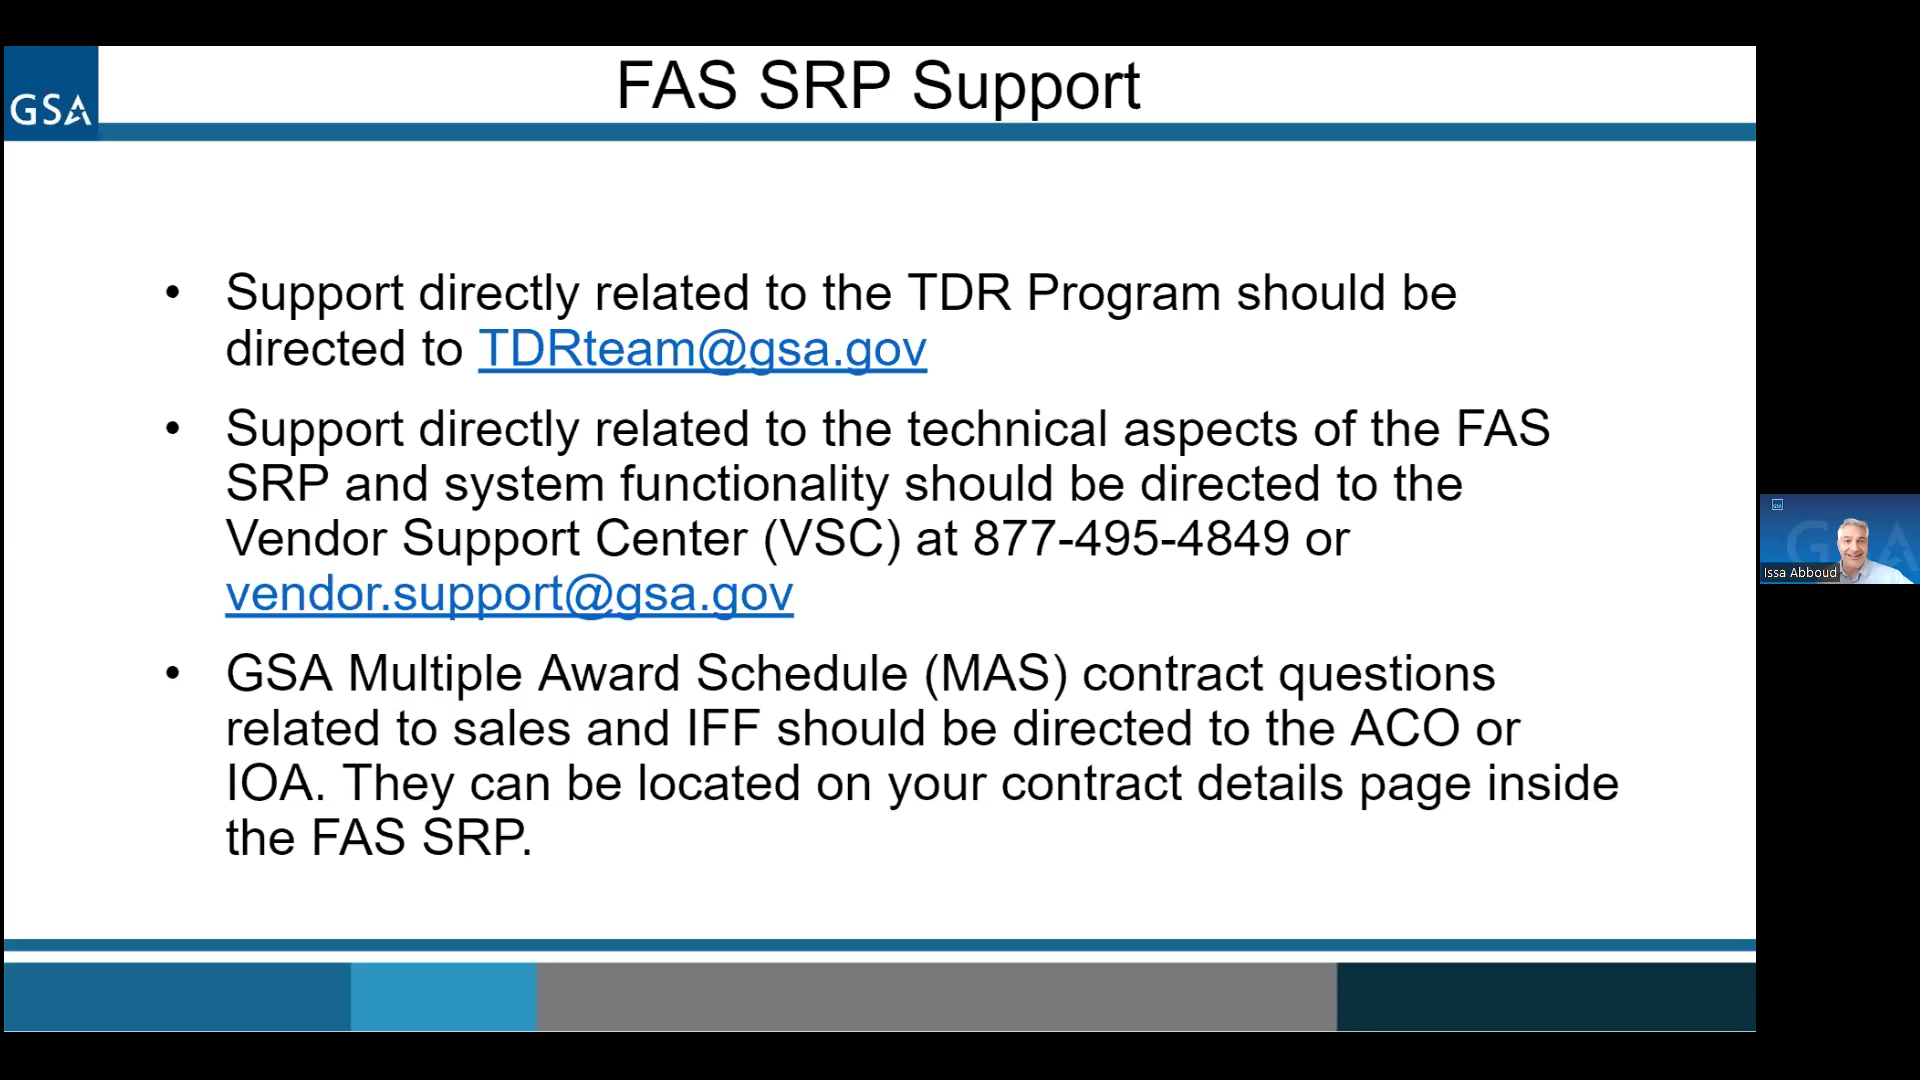 GSA
FAS SRP Support
• Support directly related to the TDR Program should be
directed to TDRteam@gsa.gov
• Support directly related to the technical aspects of the FAS
SRP and system functionality should be directed to the
Vendor Support Center (VSC) at 877-495-4849 or
vendor.support@gsa.gov
• GSA Multiple Award Schedule (MAS) contract questions
related to sales and IFF should be directed to the ACO or
IOA. They can be located on your contract details page inside
the FAS SRP.
GSA
Issa Abboud